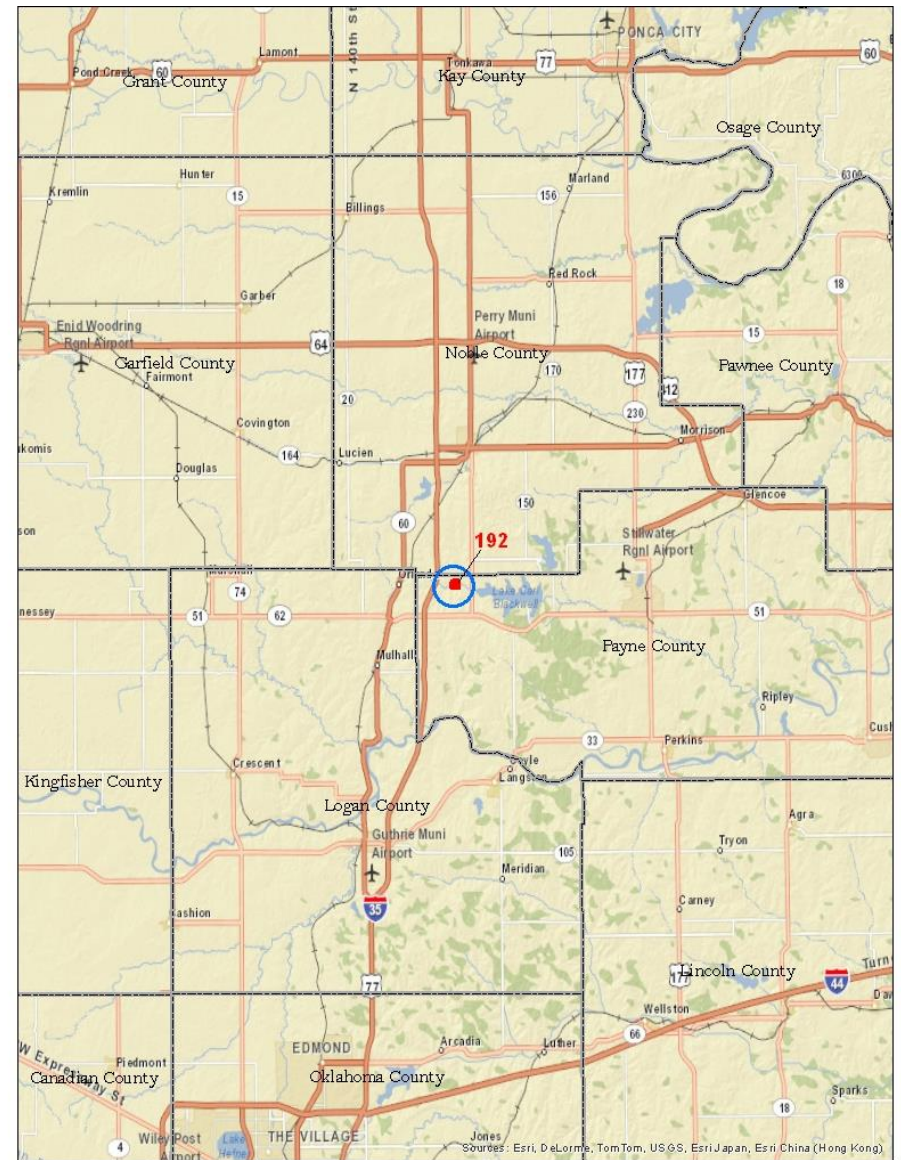 N 140th St
PONCA CITY
Lamont
Tonkawa
77
60
Pond Creek
60
Grant County
Kay County
Osage County
Hunter
Marland
6300
Kremlin
15
156
Billings
Red Rock
18
Garber
Perry Muni
Airport
Enid Woodring
Rgnl Airport
64
15
Noble County
Garfield County
Pawnee County
Fairmont
170
177
412
20
230
Covington
Morrison
164
Lucien
Douglas
Glencoe
150
60
Stillwater
Rgnl Airport
192
Marshall
74
Lake Carl
Blackwell
51
62
51
Payne County
Mulhall
Ripley
33
Perkins
Crescent
Langston
Kingfisher County
Logan County
Agra
Guthrie Muni
Airport
Tryon
105
Meridian
Carney
35
77
177
Lincoln County
44
Wellston
66
EDMOND
Arcadia
Luther
W Expressway St
Piedmont
Canadian County
Oklahoma County
Sparks
18
4
Wiley Post
Airport
Lake
THE VILLAGE
Jones
Sources: Esri, DeLorme, TomTom, USGS, Esri Japan, Esri China (Hong Kong)